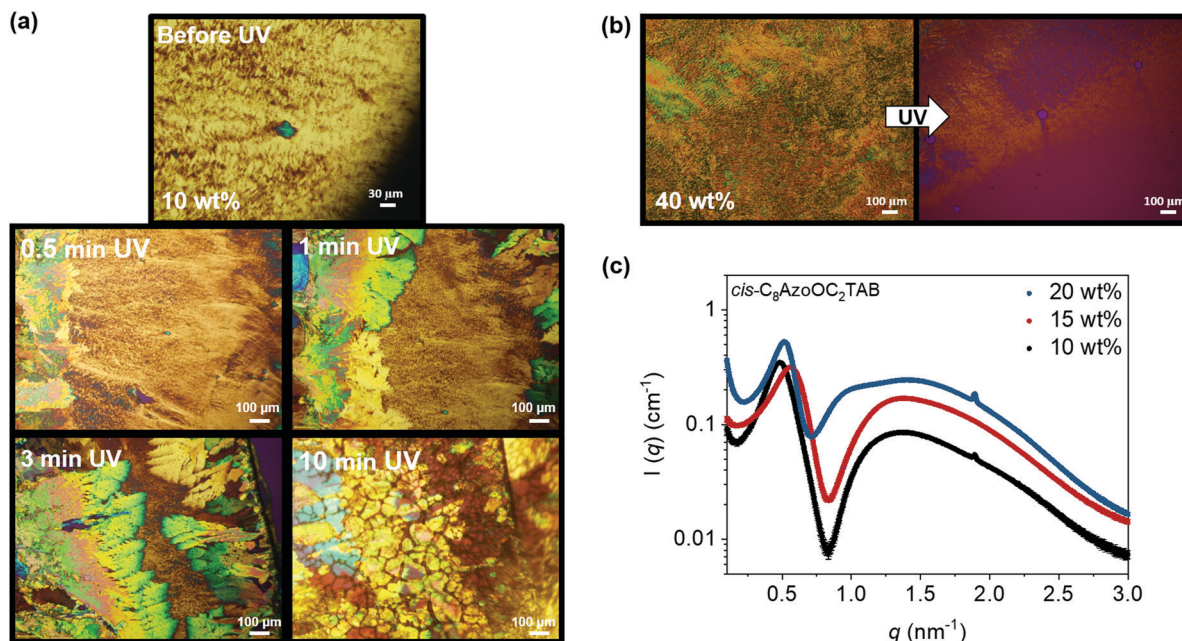 (a)
Before UV
10 wt%
30 µm
0.5 min UV
100 µm
1 min UV
100 µm
3 min UV
100 µm
10 min UV
100 µm
(b)
40 wt%
100 µm
UV
100 µm
(c)
cis-C₈AzoOC₂TAB
20 wt%
15 wt%
10 wt%
I (q) (cm⁻¹)
1
0.1
0.01
0.5 1.0 1.5 2.0 2.5 3.0
q (nm⁻¹)